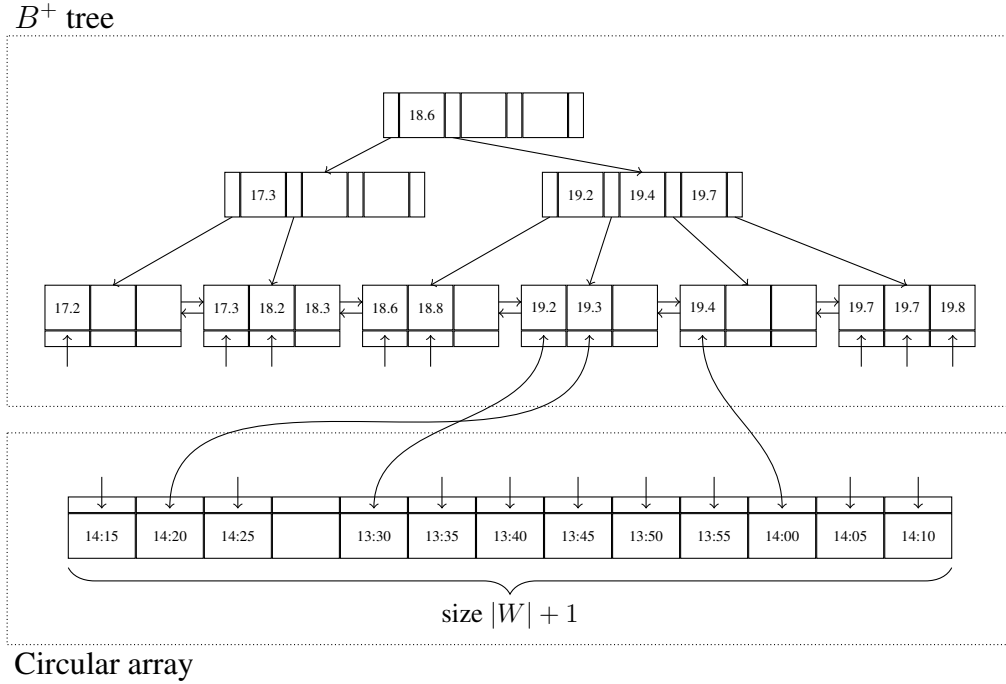 B+ tree
18.6
17.3
19.2 19.4 19.7
17.2 17.3 18.2 18.3 18.6 18.8 19.2 19.3 19.4 19.7 19.7 19.8
14:15 14:20 14:25 13:30 13:35 13:40 13:45 13:50 13:55 14:00 14:05 14:10
size |W| + 1
Circular array